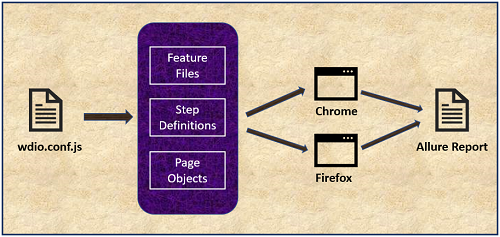 wdio.conf.js
Feature
Files
Step
Definitions
Page
Objects
Chrome
Firefox
Allure Report